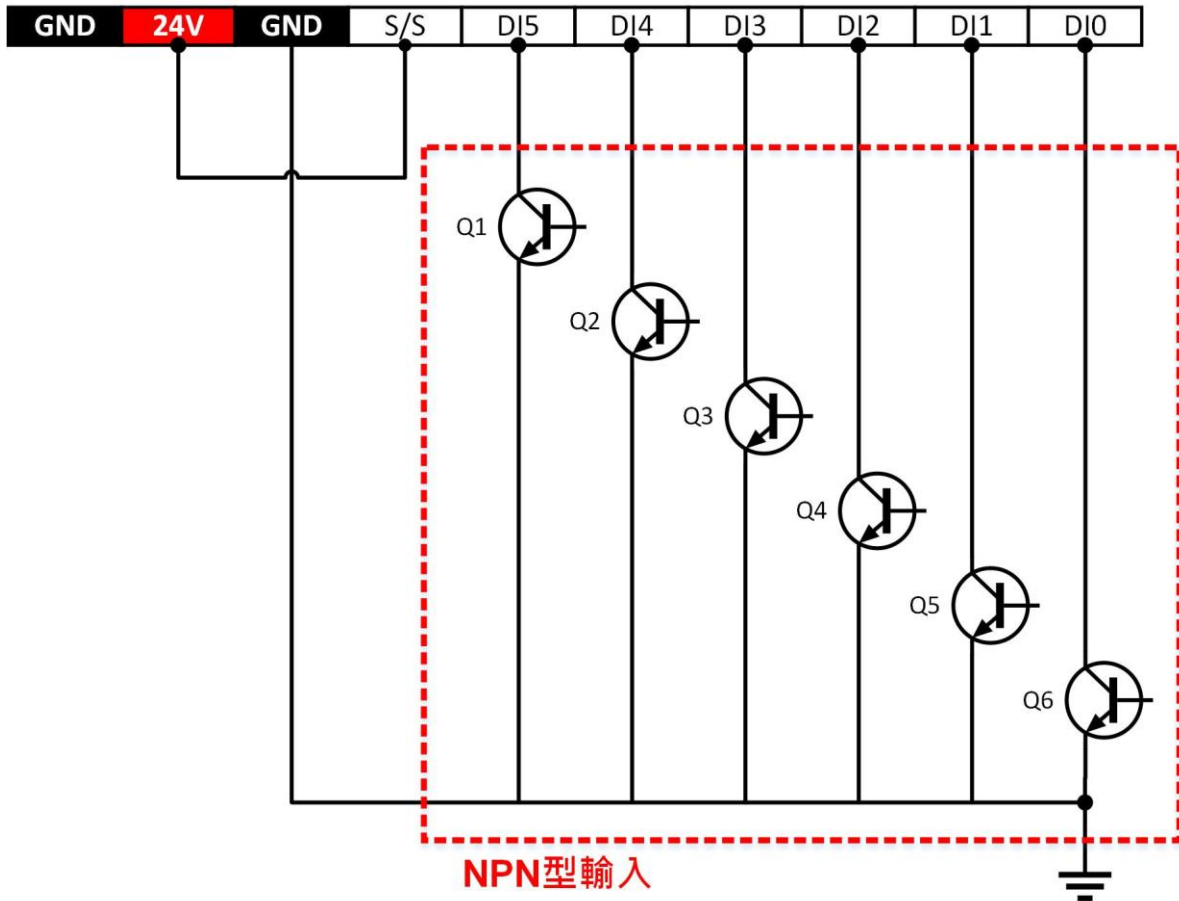 GND 24V GND S/S DI5 DI4 DI3 DI2 DI1 DI0
Q1
Q2
Q3
Q4
Q5
Q6
NPN型輸入